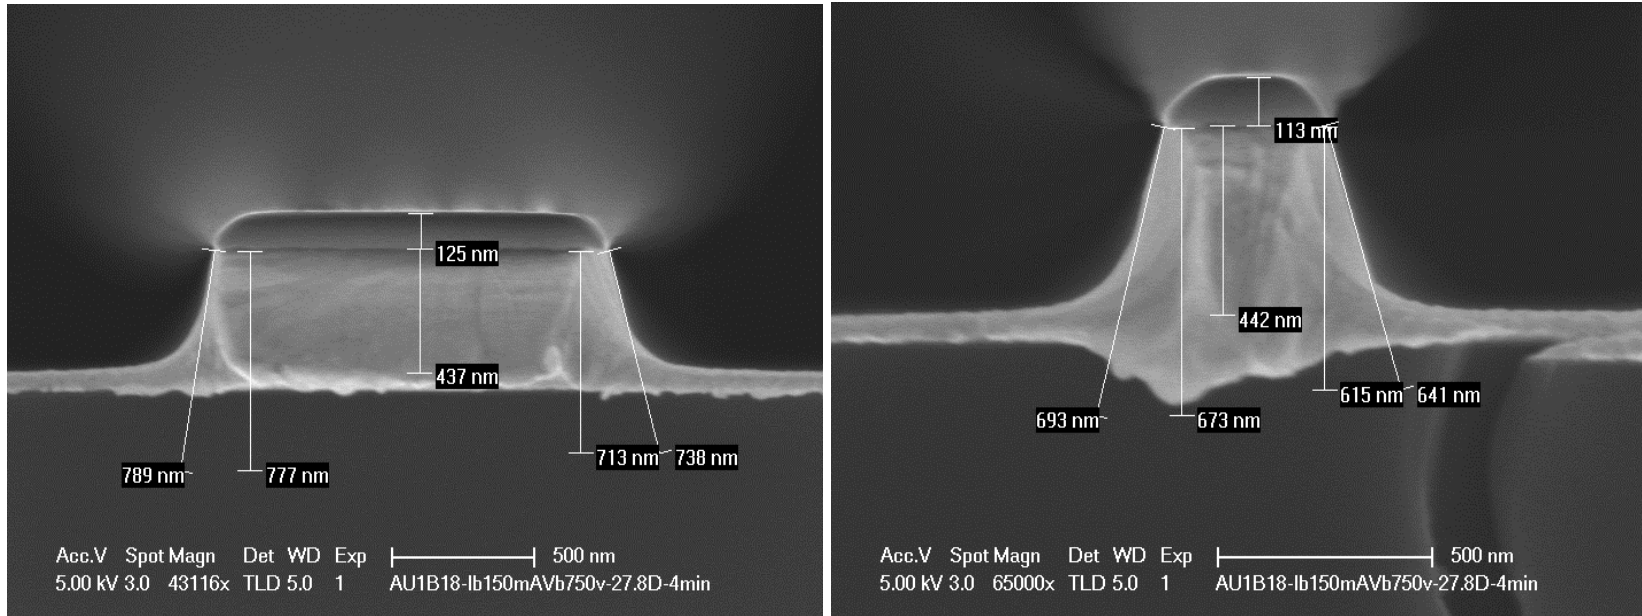 125 nm
437 nm
789 nm
777 nm
713 nm
738 nm
Acc.V Spot Magn Det WD Exp 500 nm
5.00 kV 3.0 43116x TLD 5.0 1 AU1B18-Ib150mAVb750v-27.8D-4min
113 nm
442 nm
615 nm
641 nm
693 nm
673 nm
Acc.V Spot Magn Det WD Exp 500 nm
5.00 kV 3.0 65000x TLD 5.0 1 AU1B18-Ib150mAVb750v-27.8D-4min